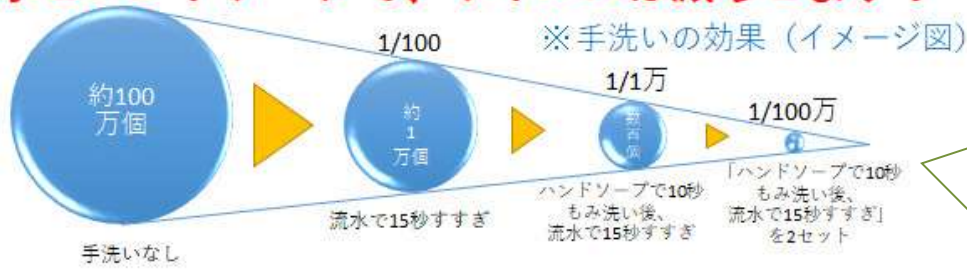 ※手洗いの効果（イメージ図）
約100
万個
手洗いなし
1/100
約
1
万個
流水で15秒すすぎ
1/1万
数百個
ハンドソープで10秒
もみ洗い後、
流水で15秒すすぎ
1/100万
「ハンドソープで10秒
もみ洗い後、
流水で15秒すすぎ」
を2セット